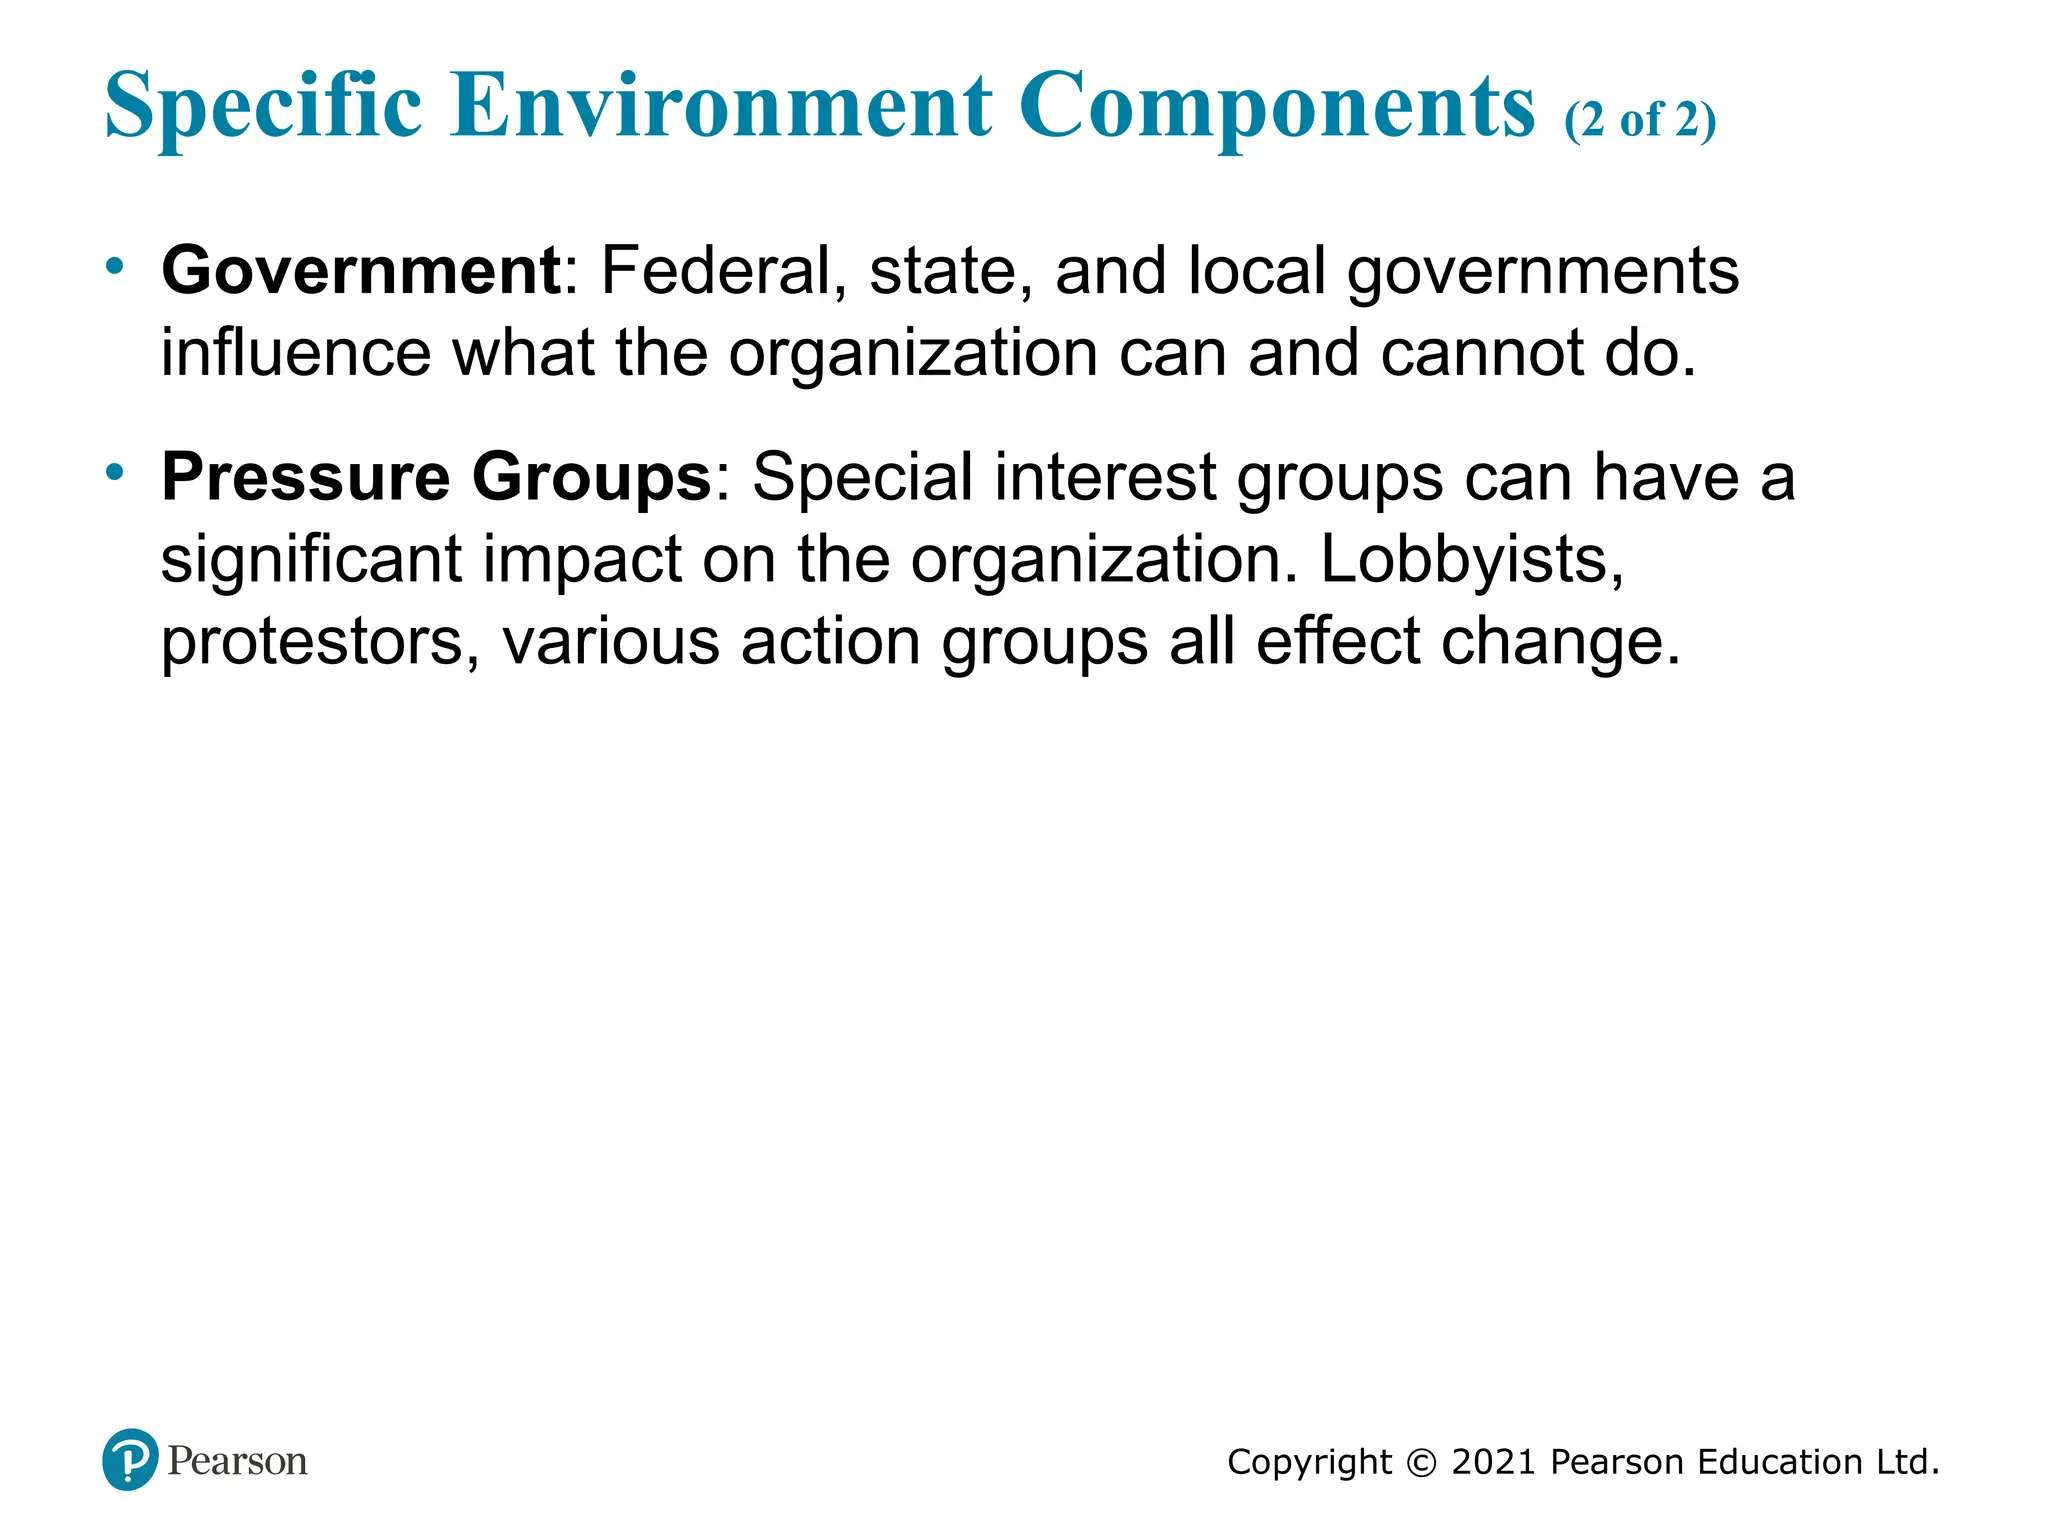 Specific Environment Components (2 of 2)
• Government: Federal, state, and local governments
influence what the organization can and cannot do.
• Pressure Groups: Special interest groups can have a
significant impact on the organization. Lobbyists,
protestors, various action groups all effect change.
Pearson
Copyright © 2021 Pearson Education Ltd.